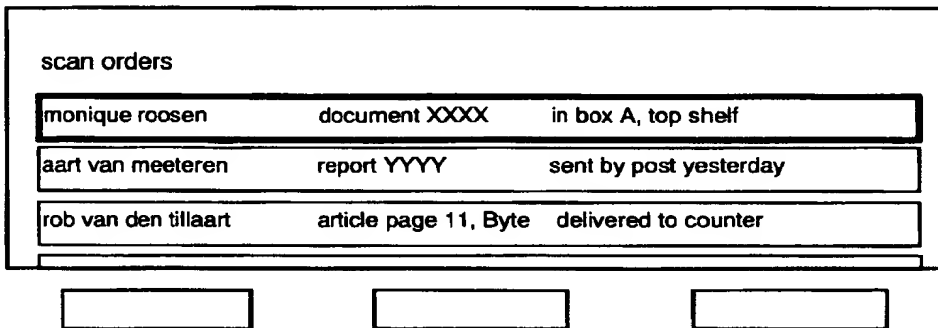 scan orders
monique roosen document XXXX in box A, top shelf
aart van meeteren report YYYY sent by post yesterday
rob van den tillaart article page 11, Byte delivered to counter